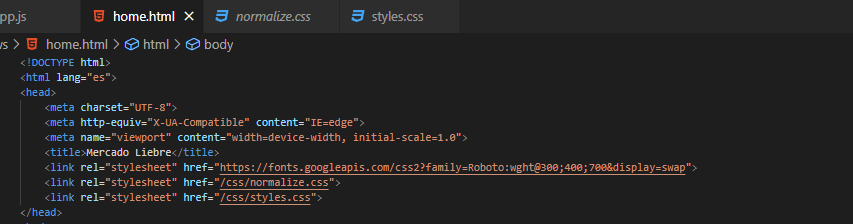 pp.js home.html × normalize.css styles.css
ws > home.html > html > body
<!DOCTYPE html>
<html lang="es">
<head>
<meta charset="UTF-8">
<meta http-equiv="X-UA-Compatible" content="IE=edge">
<meta name="viewport" content="width=device-width, initial-scale=1.0">
<title>Mercado Liebre</title>
<link rel="stylesheet" href="https://fonts.googleapis.com/css2?family=Roboto:wght@300;400;700&display=swap">
<link rel="stylesheet" href="/css/normalize.css">
<link rel="stylesheet" href="/css/styles.css">
</head>